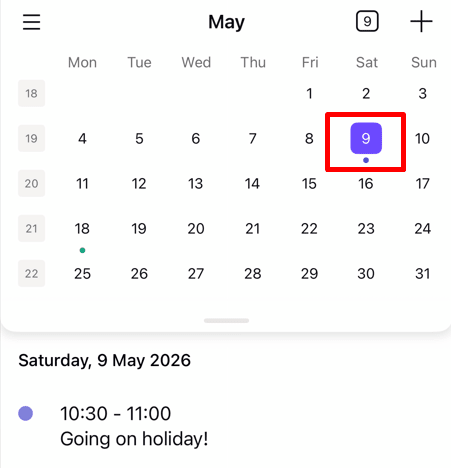 May 9
Mon Tue Wed Thu Fri Sat Sun
18 1 2 3
19 4 5 6 7 8 9 10
20 11 12 13 14 15 16 17
21 18 19 20 21 22 23 24
22 25 26 27 28 29 30 31
Saturday, 9 May 2026
10:30 - 11:00
Going on holiday!